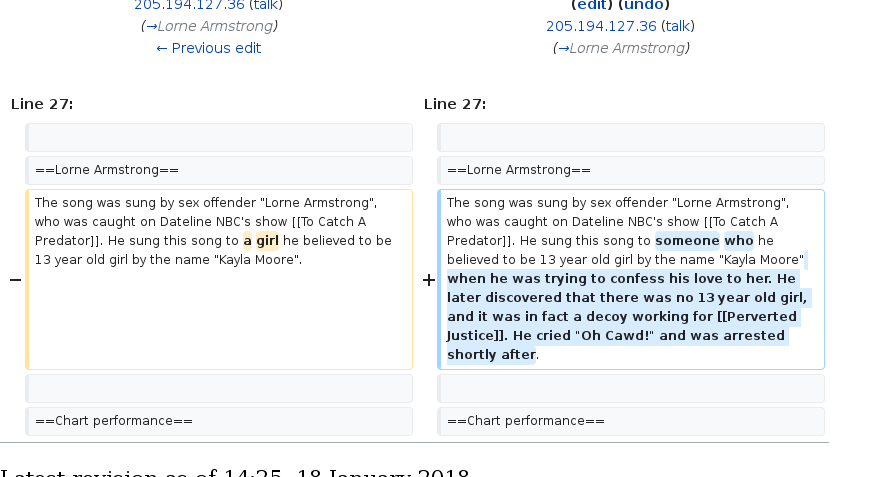 205.194.127.36 (talk)
(→Lorne Armstrong)
← Previous edit
(edit) (undo)
205.194.127.36 (talk)
(→Lorne Armstrong)
Line 27:
==Lorne Armstrong==
The song was sung by sex offender "Lorne Armstrong",
who was caught on Dateline NBC's show [[To Catch A
Predator]]. He sung this song to a girl he believed to be
13 year old girl by the name "Kayla Moore".
==Chart performance==
Line 27:
==Lorne Armstrong==
The song was sung by sex offender "Lorne Armstrong",
who was caught on Dateline NBC's show [[To Catch A
Predator]]. He sung this song to someone who he
believed to be 13 year old girl by the name "Kayla Moore"
when he was trying to confess his love to her. He
later discovered that there was no 13 year old girl,
and it was in fact a decoy working for [[Perverted
Justice]]. He cried "Oh Cawd!" and was arrested
shortly after.
==Chart performance==
Latest revision as of 14:25, 18 January 2018